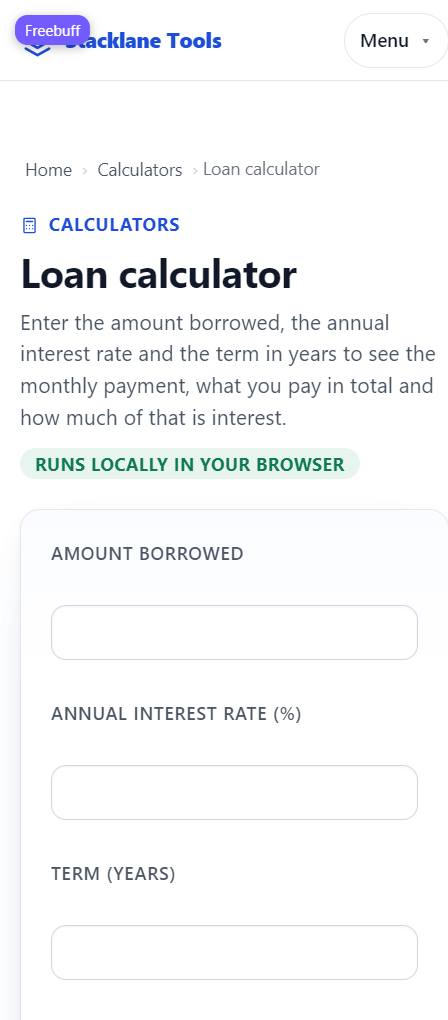 Freebuff
Stacklane Tools
Menu
Home › Calculators › Loan calculator
CALCULATORS
Loan calculator
Enter the amount borrowed, the annual
interest rate and the term in years to see the
monthly payment, what you pay in total and
how much of that is interest.
RUNS LOCALLY IN YOUR BROWSER
AMOUNT BORROWED
ANNUAL INTEREST RATE (%)
TERM (YEARS)